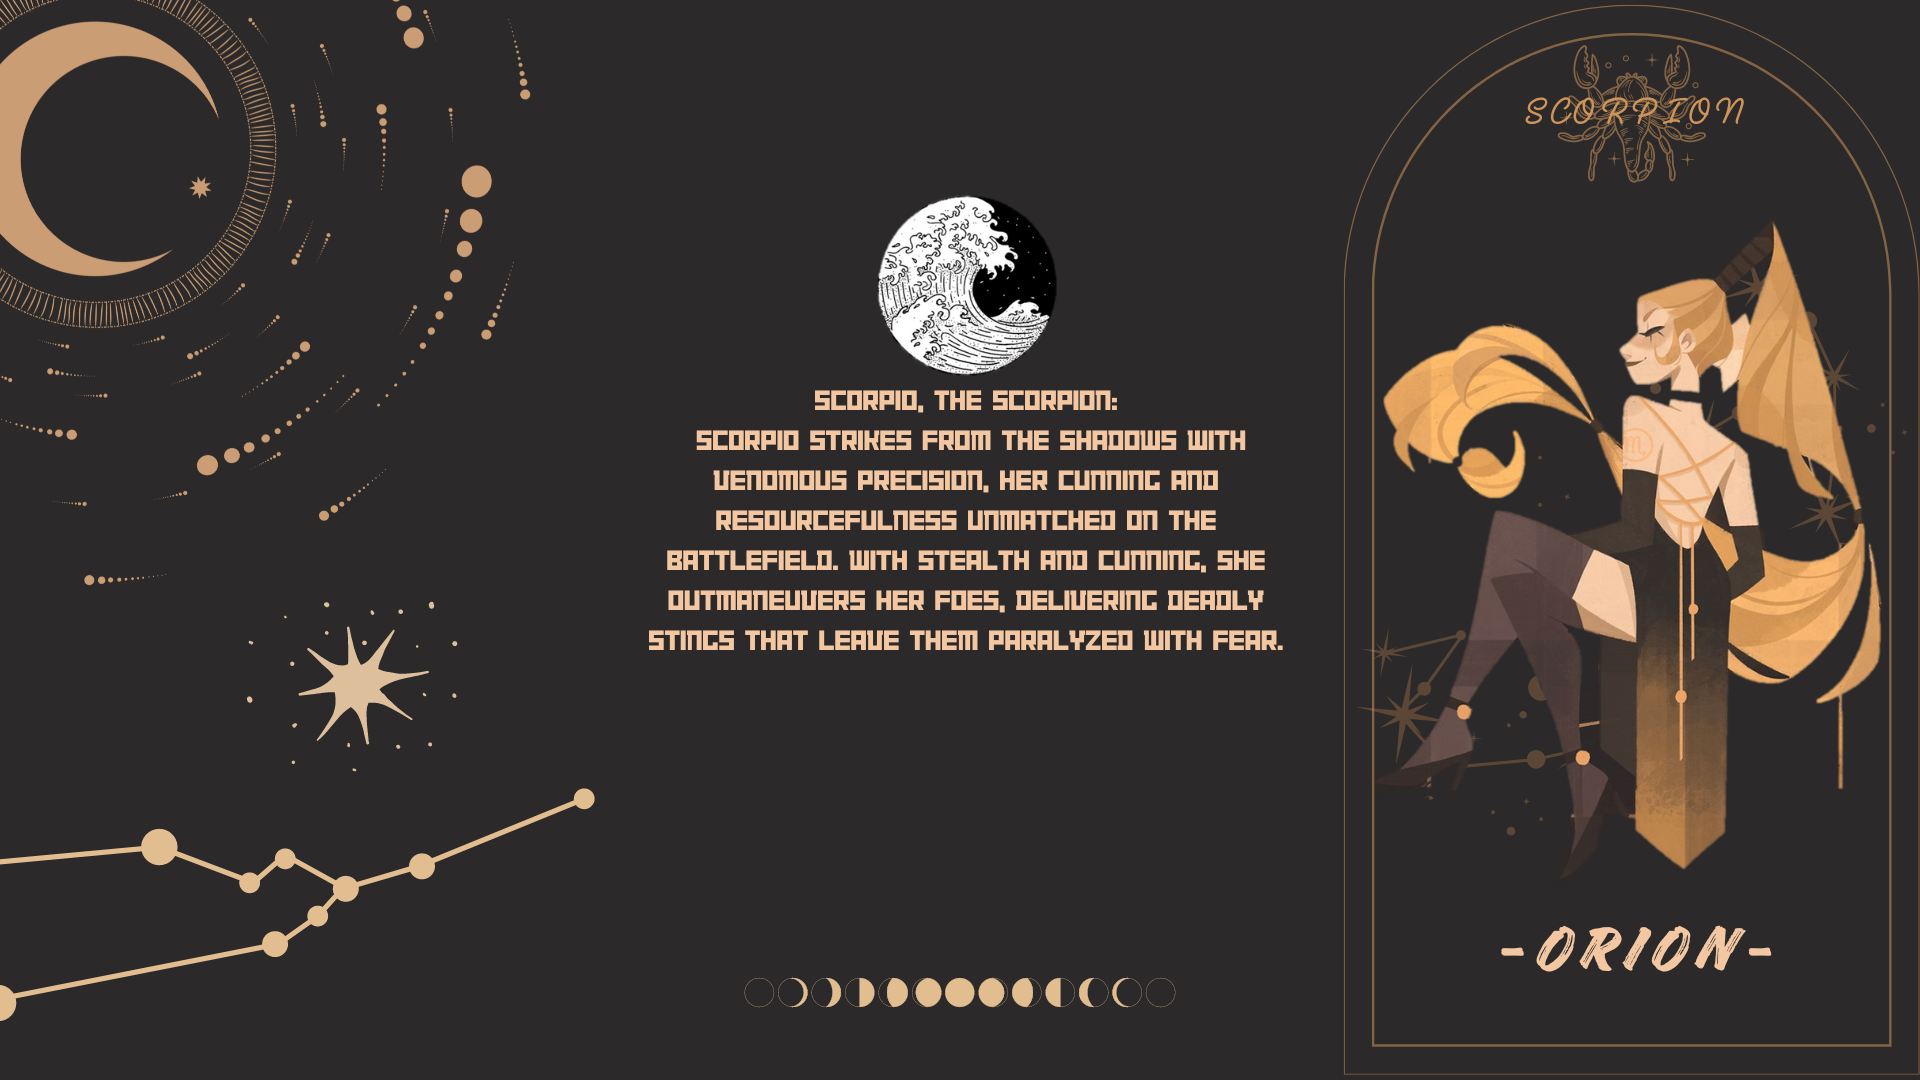 SCORPION
SCORPIO, THE SCORPION:
SCORPIO STRIKES FROM THE SHADOWS WITH
VENOMOUS PRECISION, HER CUNNING AND
RESOURCEFULNESS UNMATCHED ON THE
BATTLEFIELD. WITH STEALTH AND CUNNING, SHE
OUTMANEUVERS HER FOES, DELIVERING DEADLY
STINGS THAT LEAVE THEM PARALYZED WITH FEAR.
♏
-ORION-